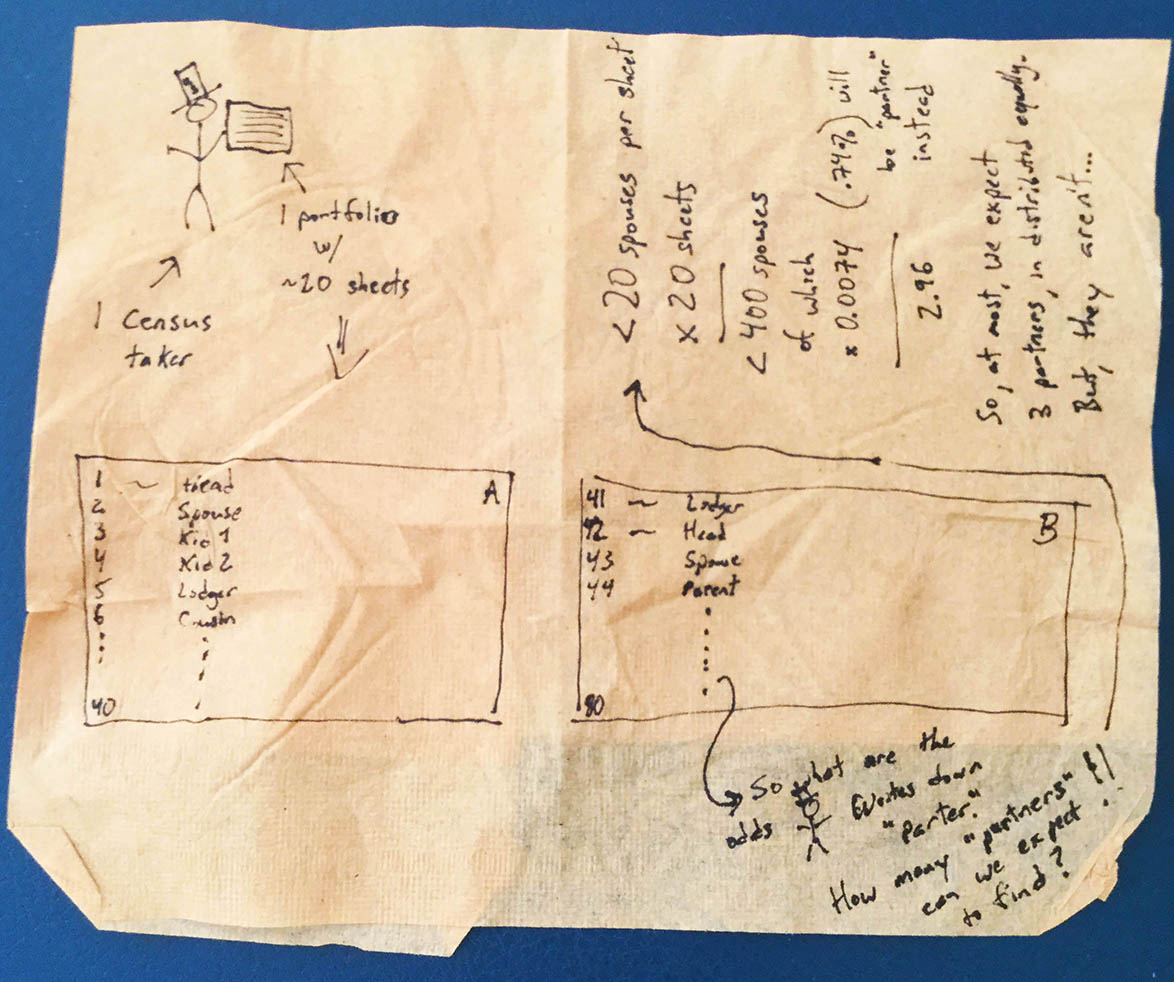 1 portfolio
w/
~20 sheets
1 Census
taker
A
1 ~ Head
2 Spouse
3 Kid 1
4 Kid 2
5 Lodger
6 Cousin
40
B
41 ~ Lodger
42 ~ Head
43 Spouse
44 Parent
80
< 20 spouses per sheet
x 20 sheets
< 400 spouses
of which
x 0.0074 (.74%) will
be "partner"
instead
2.96
So, at most, we expect
3 partners, in distributed equally.
But, they aren't...
So what are the
odds writes down
"parter."
How many "partners"
can we expect
to find?
!!